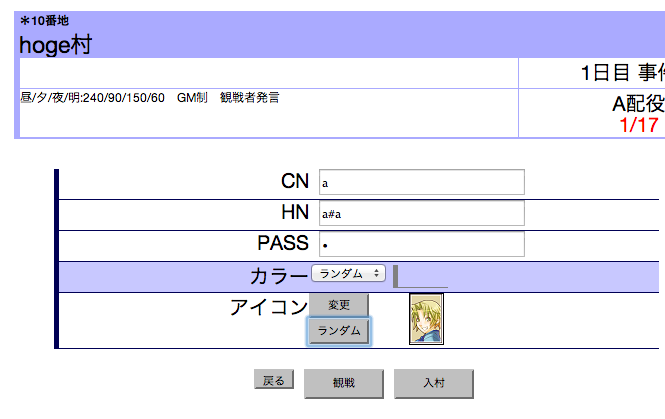 ＊10番地
hoge村
1日目 事件
昼/夕/夜/明:240/90/150/60　GM制　観戦者発言
A配役
1/17
CN a
HN a#a
PASS •
カラー ランダム
アイコン 変更
ランダム
戻る 観戦 入村